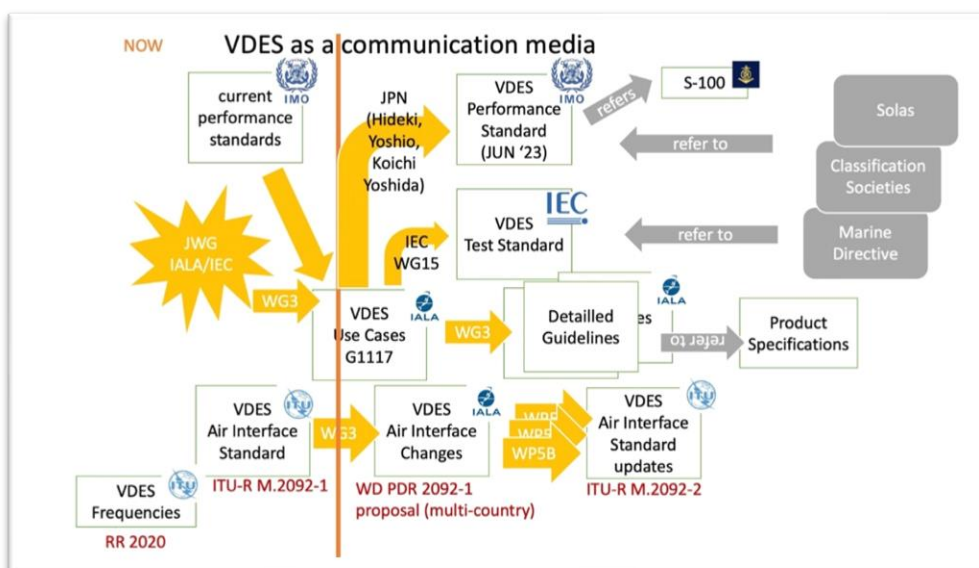 NOW
VDES as a communication media
IMO
current
performance
standards
JPN
(Hideki,
Yoshio,
Koichi
Yoshida)
IMO
VDES
Performance
Standard
(JUN ‘23)
refers
S-100
Solas
refer to
Classification
Societies
JWG
IALA/IEC
IEC
WG15
IEC
VDES
Test Standard
refer to
Marine
Directive
WG3
IALA
VDES
Use Cases
G1117
WG3
IALA
es
Detailled
Guidelines
refer to
Product
Specifications
ITU
VDES
Air Interface
Standard
ITU-R M.2092-1
WG3
IALA
VDES
Air Interface
Changes
WD PDR 2092-1
proposal (multi-country)
WP5B
ITU
VDES
Air Interface
Standard
updates
ITU-R M.2092-2
ITU
VDES
Frequencies
RR 2020